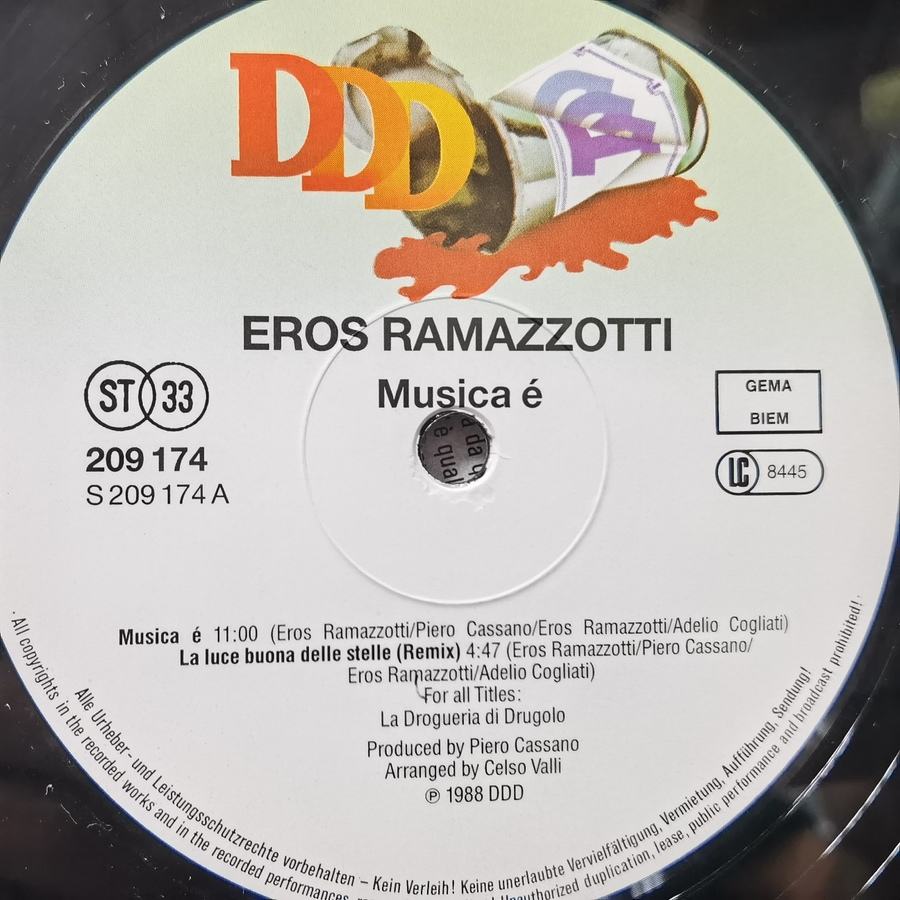 DDD
EROS RAMAZZOTTI
Musica é
ST 33
209 174
S 209 174 A
GEMA
BIEM
LC 8445
é qual
a da q
Musica é 11:00 (Eros Ramazzotti/Piero Cassano/Eros Ramazzotti/Adelio Cogliati)
La luce buona delle stelle (Remix) 4:47 (Eros Ramazzotti/Piero Cassano/
Eros Ramazzotti/Adelio Cogliati)
For all Titles:
La Drogueria di Drugolo
Produced by Piero Cassano
Arranged by Celso Valli
℗ 1988 DDD
Alle Urheber- und Leistungsschutzrechte vorbehalten – Kein Verleih! Keine unerlaubte Vervielfältigung, Vermietung, Aufführung, Sendung!
·All copyrights in the recorded works and in the recorded performances Unauthorized duplication, lease, public performance and broadcast prohibited!·